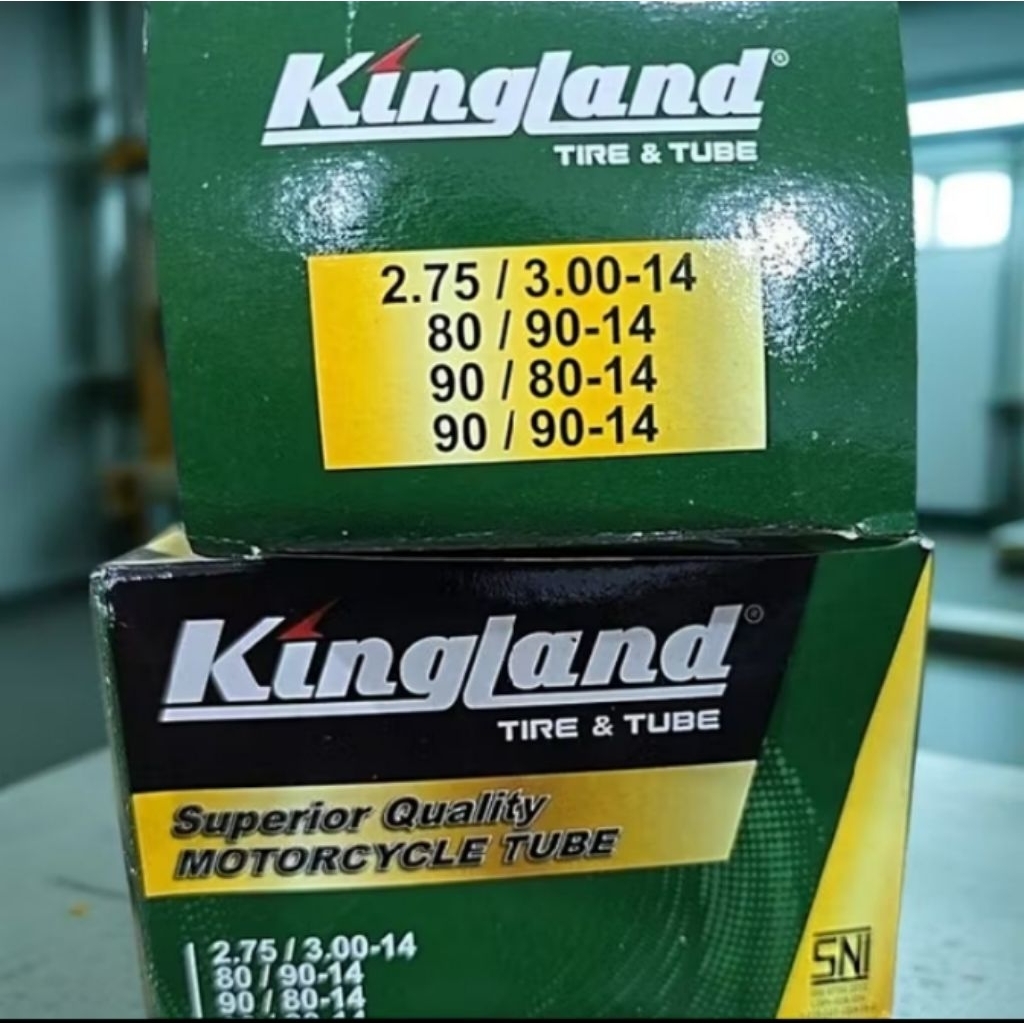 Kingland®
TIRE & TUBE
2.75 / 3.00-14
80 / 90-14
90 / 80-14
90 / 90-14
Kingland®
TIRE & TUBE
Superior Quality
MOTORCYCLE TUBE
2.75 / 3.00-14
80 / 90-14
90 / 80-14
SNI